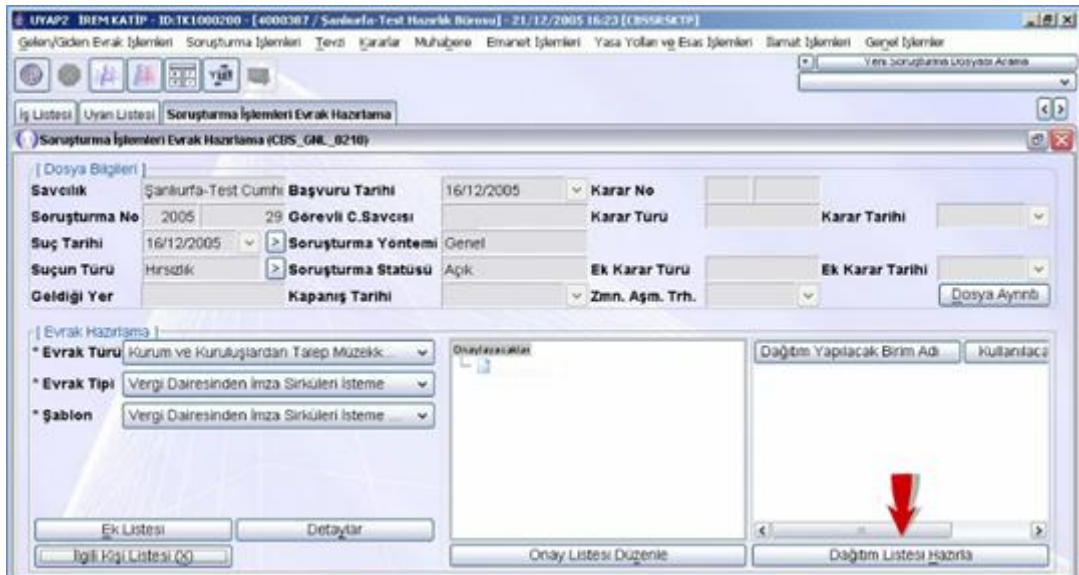 UYAP2 İREM KATİP - ID:TK1000200 - [4000387 / Şanlıurfa-Test Hazırlık Bürosu] - 21/12/2005 16:23 [CBSSRSKTP]
Gelen/Giden Evrak İşlemleri Soruşturma İşlemleri Tevzi Kararlar Muhabere Emanet İşlemleri Yasa Yolları ve Esas İşlemleri İlamat İşlemleri Genel İşlemler
Yeni Soruşturma Dosyası Arama
İş Listesi Uyarı Listesi Soruşturma İşlemleri Evrak Hazırlama
Soruşturma İşlemleri Evrak Hazırlama (CBS_GNL_0210)
[ Dosya Bilgileri ]
Savcılık Şanlıurfa-Test Cumhı Başvuru Tarihi 16/12/2005 Karar No
Soruşturma No 2005 29 Görevli C.Savcısı Karar Türü Karar Tarihi
Suç Tarihi 16/12/2005 > Soruşturma Yöntemi Genel
Suçun Türü Hırsızlık > Soruşturma Statüsü Açık Ek Karar Türü Ek Karar Tarihi
Geldiği Yer Kapanış Tarihi Zmn. Aşm. Trh. Dosya Ayrıntı
[ Evrak Hazırlama ]
* Evrak Türü Kurum ve Kuruluşlardan Talep Müzekk... Onaylayacaklar Dağıtım Yapılacak Birim Adı Kullanılaca
* Evrak Tipi Vergi Dairesinden İmza Sirküleri İsteme
* Şablon Vergi Dairesinden İmza Sirküleri İsteme ...
Ek Listesi Detaylar
İlgili Kişi Listesi (X) Onay Listesi Düzenle Dağıtım Listesi Hazırla